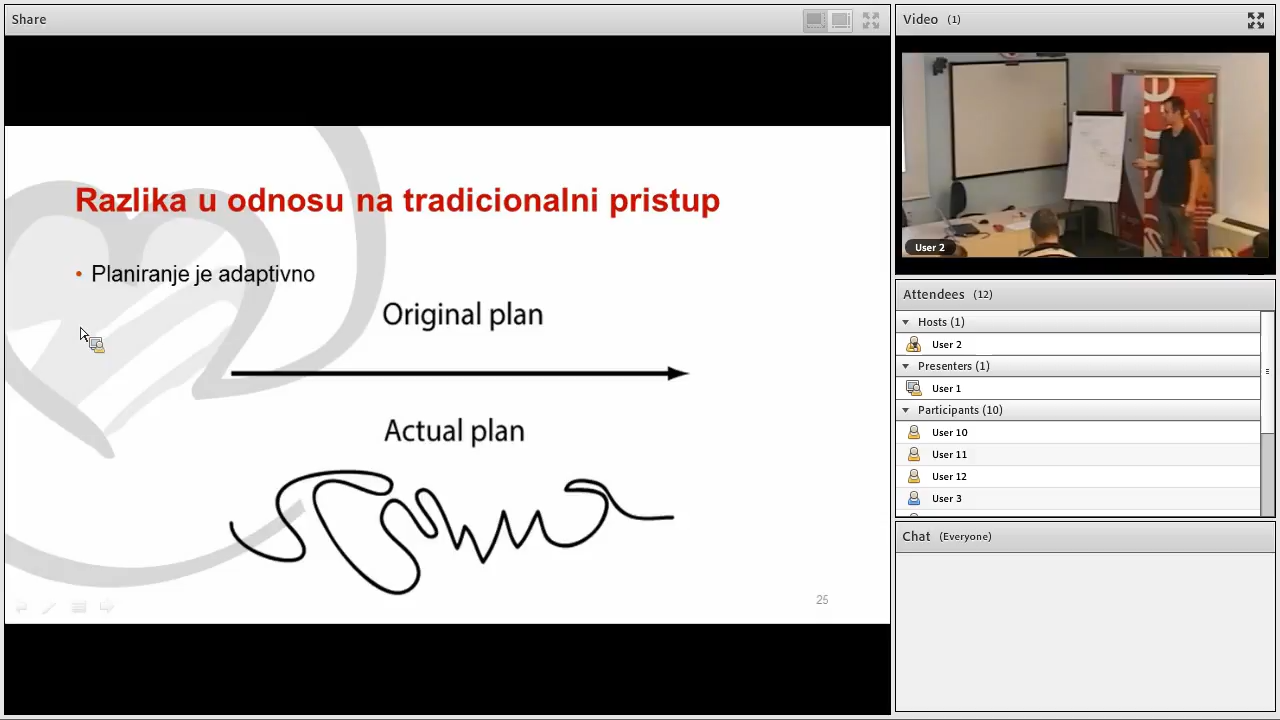 Share
Razlika u odnosu na tradicionalni pristup
• Planiranje je adaptivno
Original plan
Actual plan
25
Video (1)
User 2
Attendees (12)
Hosts (1)
User 2
Presenters (1)
User 1
Participants (10)
User 10
User 11
User 12
User 3
Chat (Everyone)